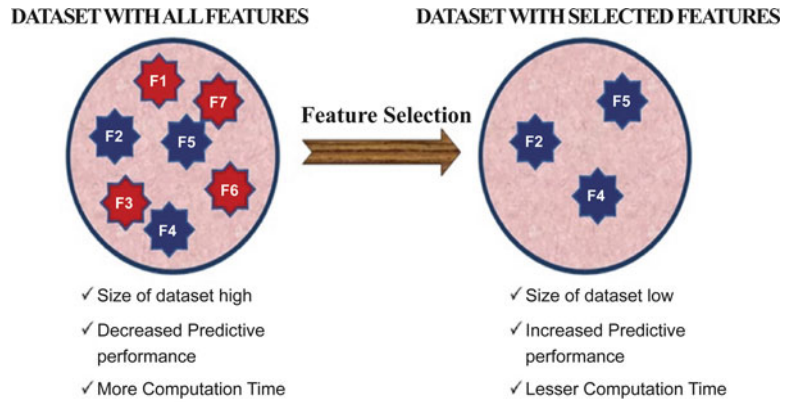 DATASET WITH ALL FEATURES
F1
F7
F2
F5
F6
F3
F4
✓ Size of dataset high
✓ Decreased Predictive
performance
✓ More Computation Time
Feature Selection
DATASET WITH SELECTED FEATURES
F5
F2
F4
✓ Size of dataset low
✓ Increased Predictive
performance
✓ Lesser Computation Time